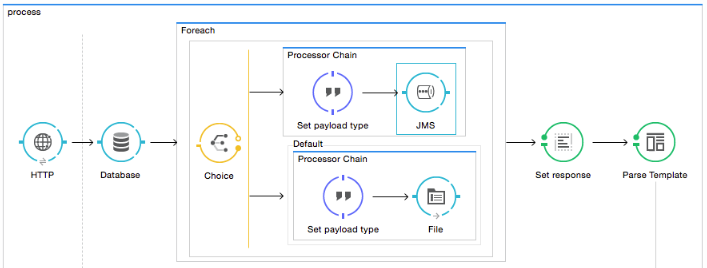 process
Foreach
Processor Chain
Set payload type
JMS
HTTP
Database
Choice
Default
Processor Chain
Set payload type
File
Set response
Parse Template